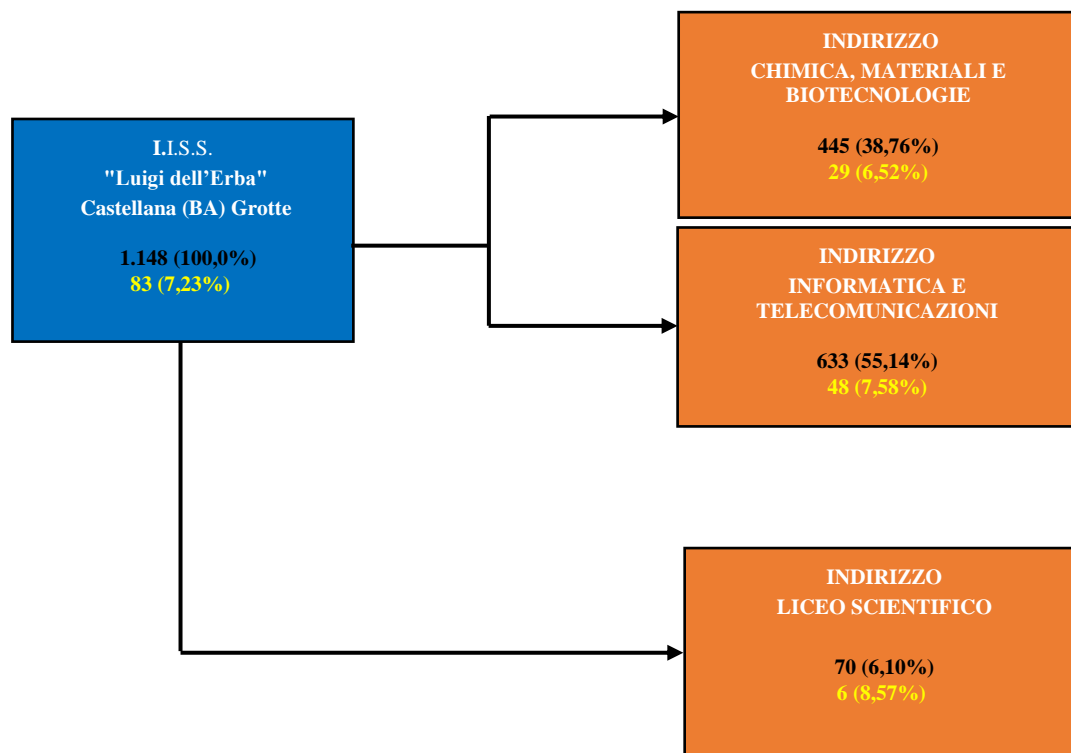 I.I.S.S.
"Luigi dell’Erba"
Castellana (BA) Grotte
1.148 (100,0%)
83 (7,23%)
INDIRIZZO
CHIMICA, MATERIALI E
BIOTECNOLOGIE
445 (38,76%)
29 (6,52%)
INDIRIZZO
INFORMATICA E
TELECOMUNICAZIONI
633 (55,14%)
48 (7,58%)
INDIRIZZO
LICEO SCIENTIFICO
70 (6,10%)
6 (8,57%)